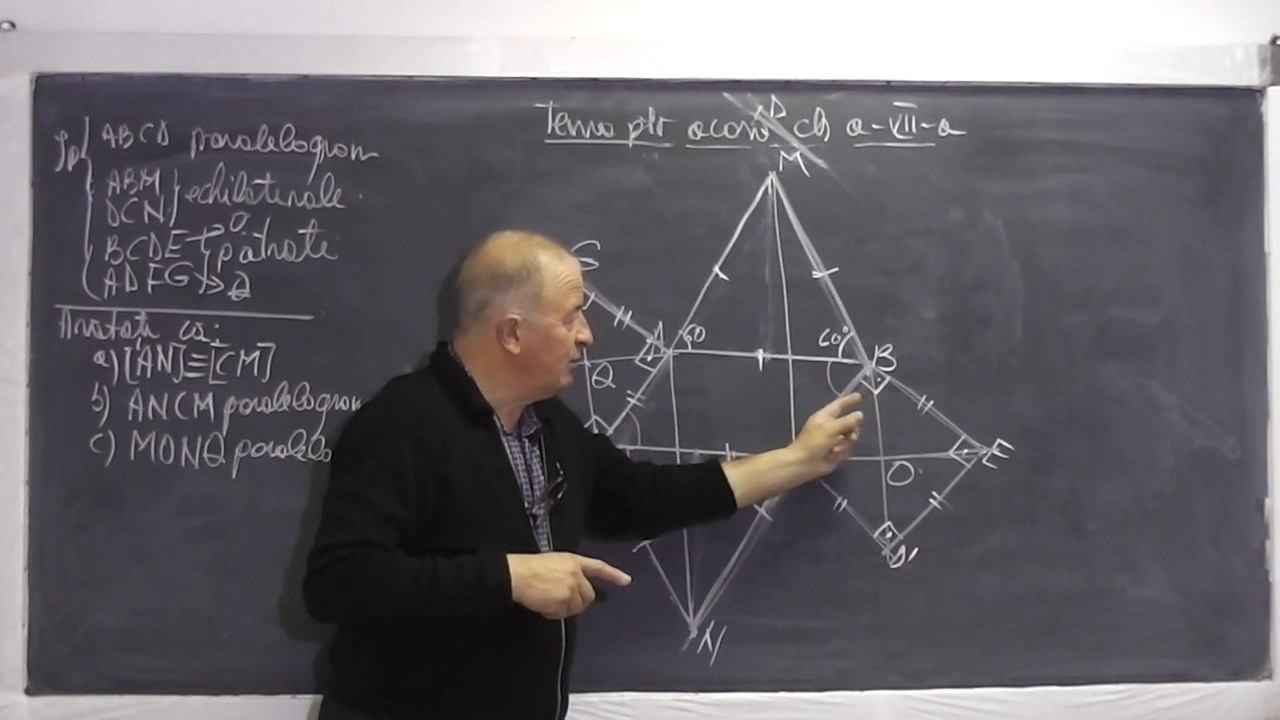 Temo ptr acasă cls a-VII-a
Ip ABCD paralelogram
ABM
DCN echilaterale
BCDE → O pătrate
ADFG → Q
Arătați că:
a) [AN]≡[CM]
b) ANCM paralelogram
c) MONQ paralelo
D
M
G
A 60
60° B
Q
O
E
D'
N